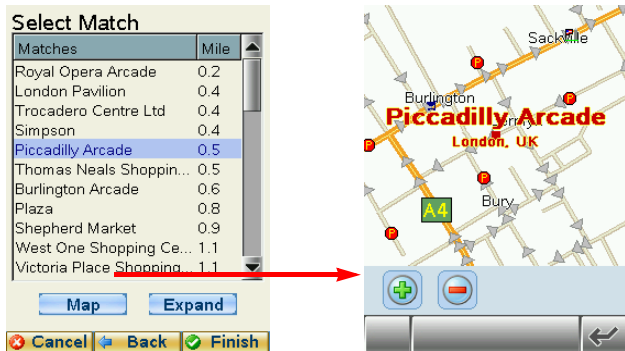 Select Match
Matches Mile
Royal Opera Arcade 0.2
London Pavilion 0.4
Trocadero Centre Ltd 0.4
Simpson 0.4
Piccadilly Arcade 0.5
Thomas Neals Shoppin... 0.5
Burlington Arcade 0.6
Plaza 0.8
Shepherd Market 0.9
West One Shopping Ce... 1.1
Victoria Place Shopping... 1.1
Map Expand
Cancel Back Finish
Sackville
P
Burlington P
Piccadilly Arcade
London, UK
P
P
Bury
A4
P